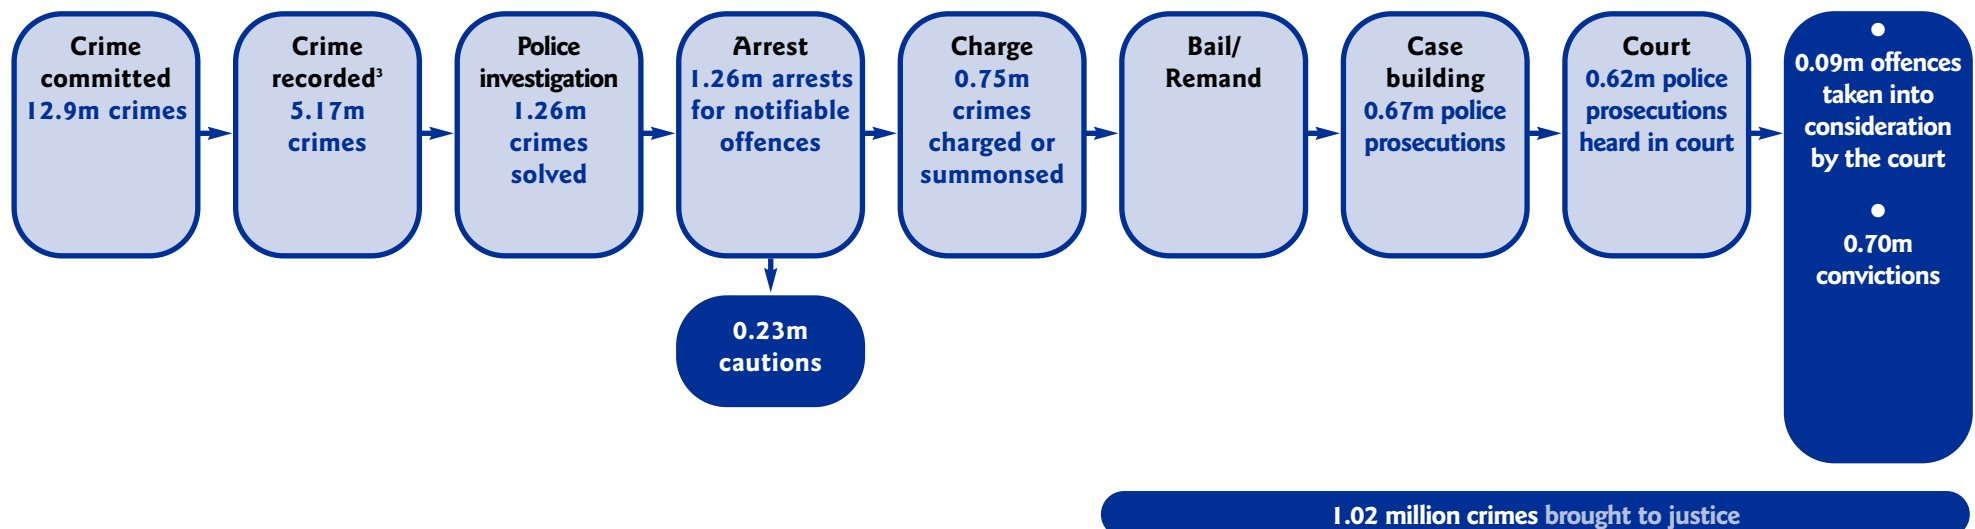 Crime
committed
12.9m crimes
Crime
recorded³
5.17m
crimes
Police
investigation
1.26m
crimes
solved
Arrest
1.26m arrests
for notifiable
offences
Charge
0.75m
crimes
charged or
summonsed
Bail/
Remand
Case
building
0.67m police
prosecutions
Court
0.62m police
prosecutions
heard in court
•
0.09m offences
taken into
consideration
by the court
•
0.70m
convictions
0.23m
cautions
1.02 million crimes brought to justice